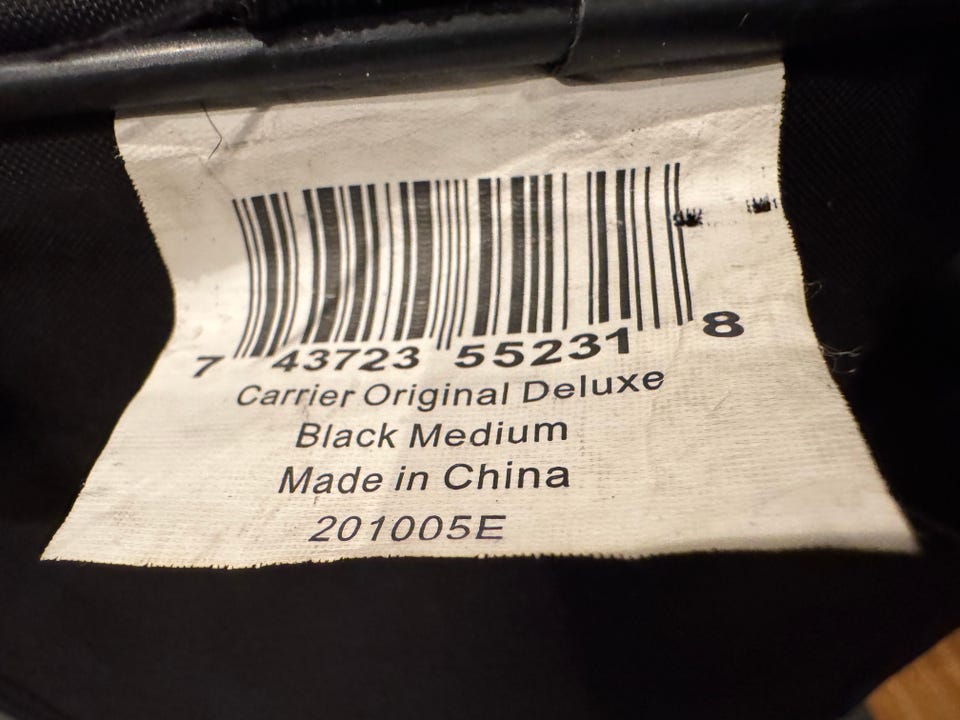 7 43723 55231 8
Carrier Original Deluxe
Black Medium
Made in China
201005E